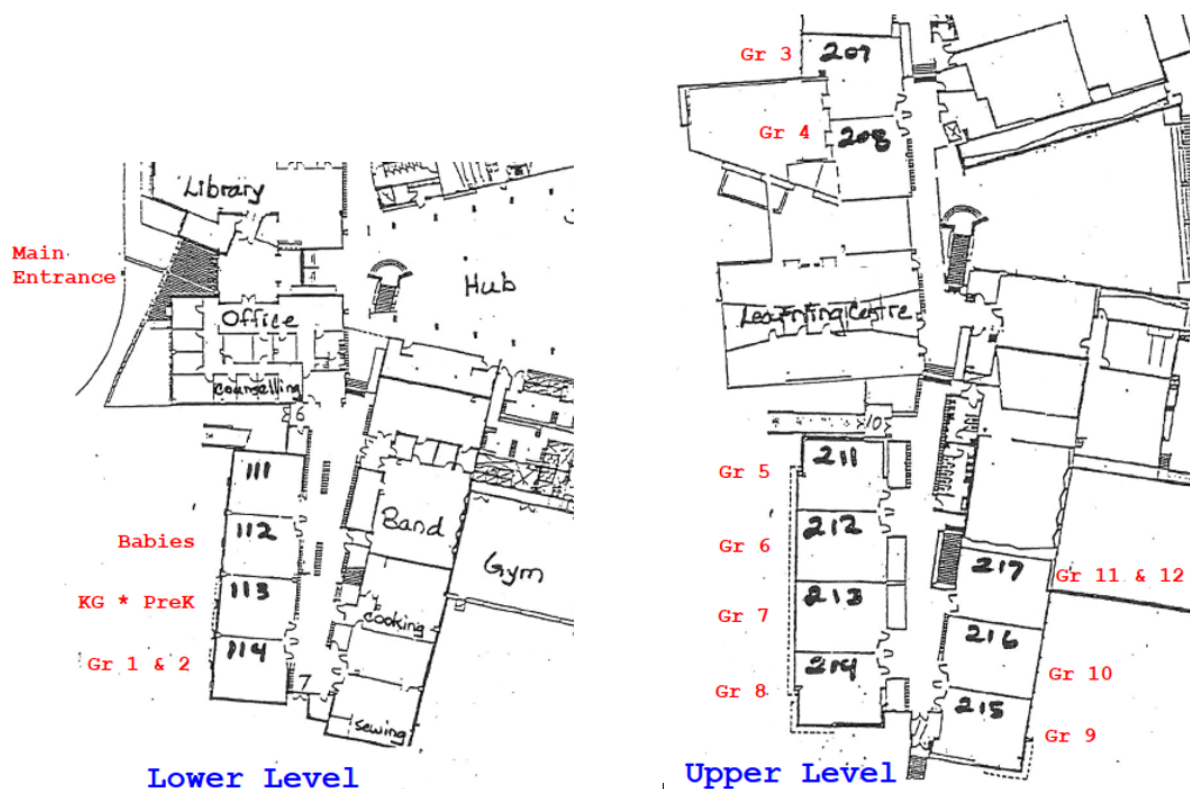 Library
Main
Entrance
Hub
Office
Counselling
6
111
112
Babies
Band
113
KG * PreK
Gym
cooking
114
Gr 1 & 2
7
sewing
Lower Level
Gr 3
207
Gr 4
208
Centre
10
211
Gr 5
212
Gr 6
217
Gr 11 & 12
213
Gr 7
216
214
Gr 8
Gr 10
215
Gr 9
Upper Level